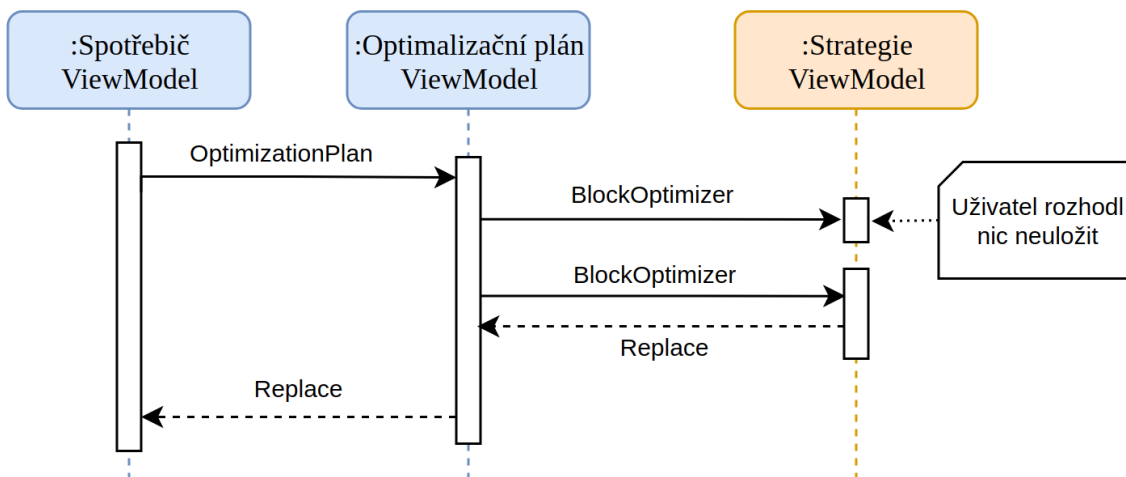 :Spotřebič
ViewModel
:Optimalizační plán
ViewModel
:Strategie
ViewModel
OptimizationPlan
BlockOptimizer
Uživatel rozhodl
nic neuložit
BlockOptimizer
Replace
Replace